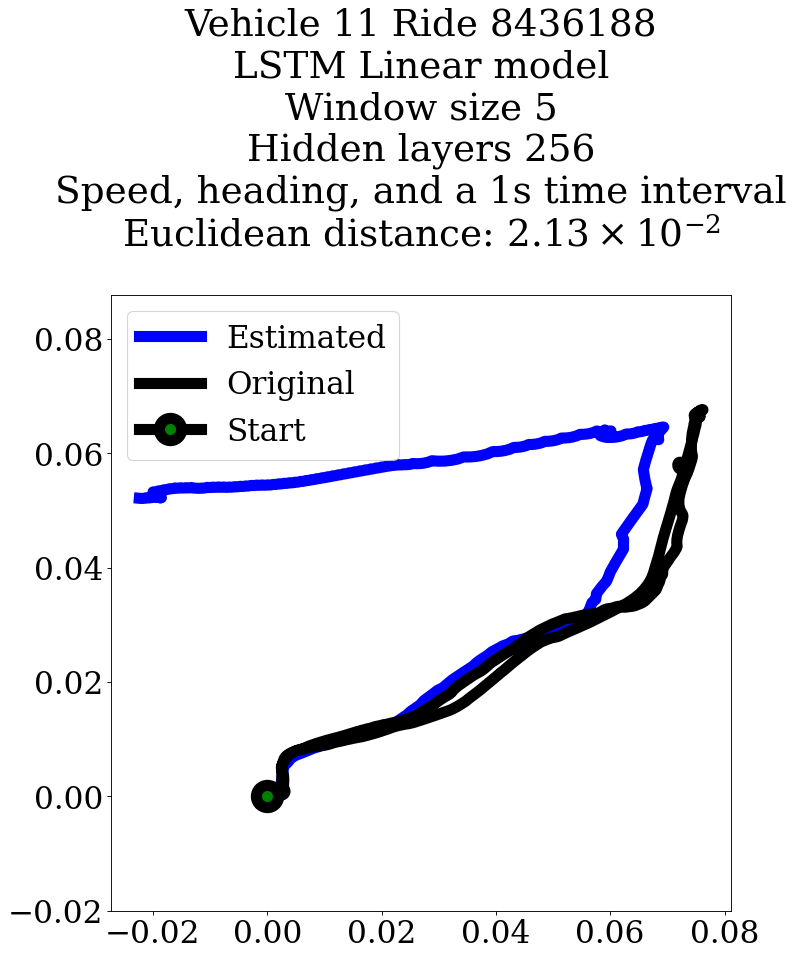 Vehicle 11 Ride 8436188
LSTM Linear model
Window size 5
Hidden layers 256
Speed, heading, and a 1s time interval
Euclidean distance: 2.13 × 10⁻²
Estimated
Original
Start
0.08
0.06
0.04
0.02
0.00
−0.02
−0.02 0.00 0.02 0.04 0.06 0.08